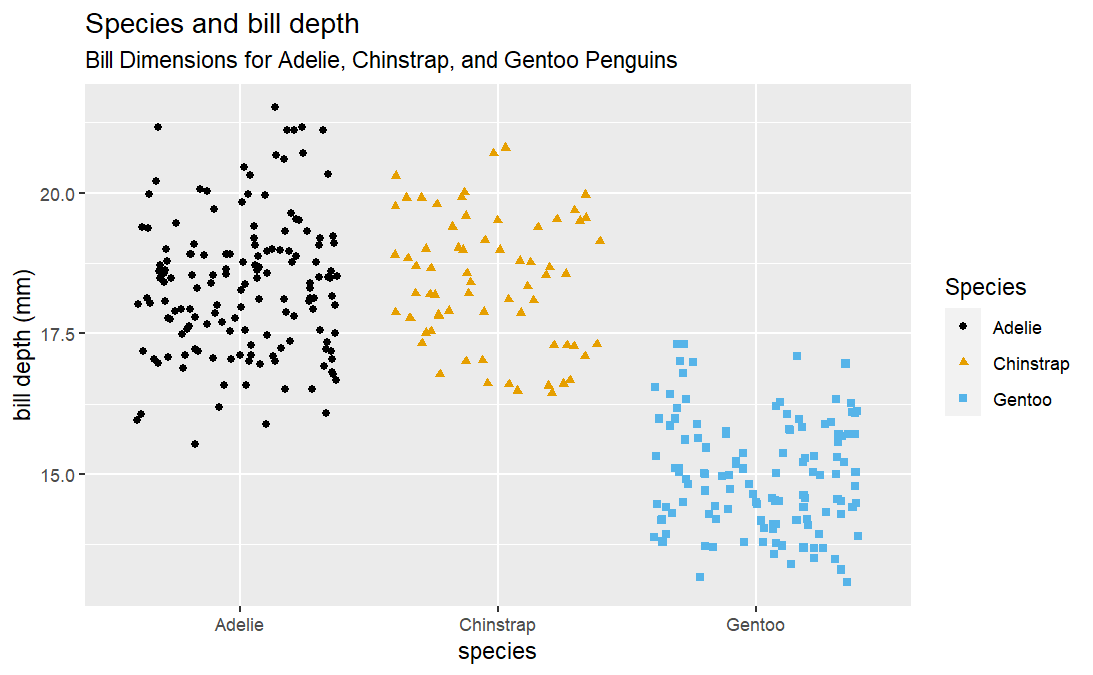 Species and bill depth
Bill Dimensions for Adelie, Chinstrap, and Gentoo Penguins
bill depth (mm)
20.0
17.5
15.0
Adelie
Chinstrap
Gentoo
species
Species
Adelie
Chinstrap
Gentoo